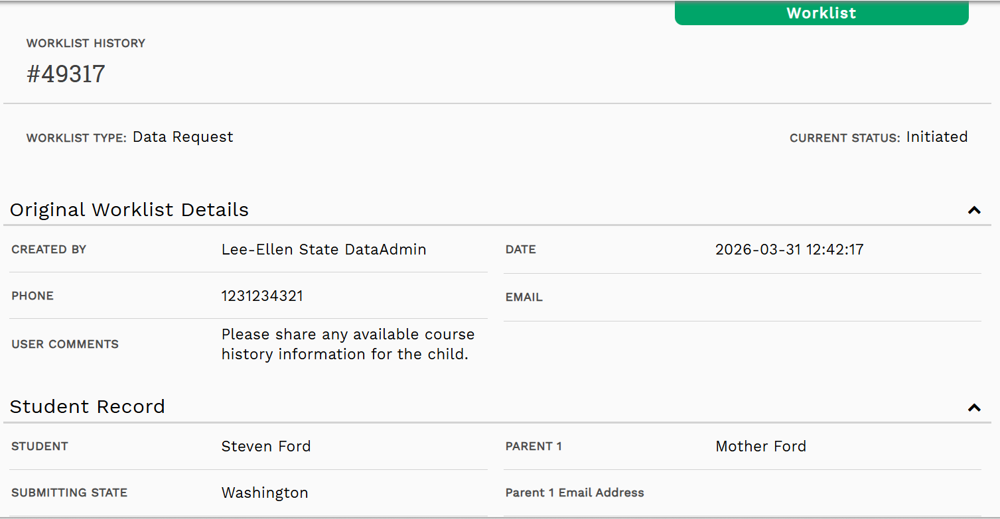 Worklist
WORKLIST HISTORY
#49317
WORKLIST TYPE: Data Request
CURRENT STATUS: Initiated
Original Worklist Details
CREATED BY Lee-Ellen State DataAdmin
DATE 2026-03-31 12:42:17
PHONE 1231234321
EMAIL
USER COMMENTS Please share any available course
history information for the child.
Student Record
STUDENT Steven Ford
PARENT 1 Mother Ford
SUBMITTING STATE Washington
Parent 1 Email Address